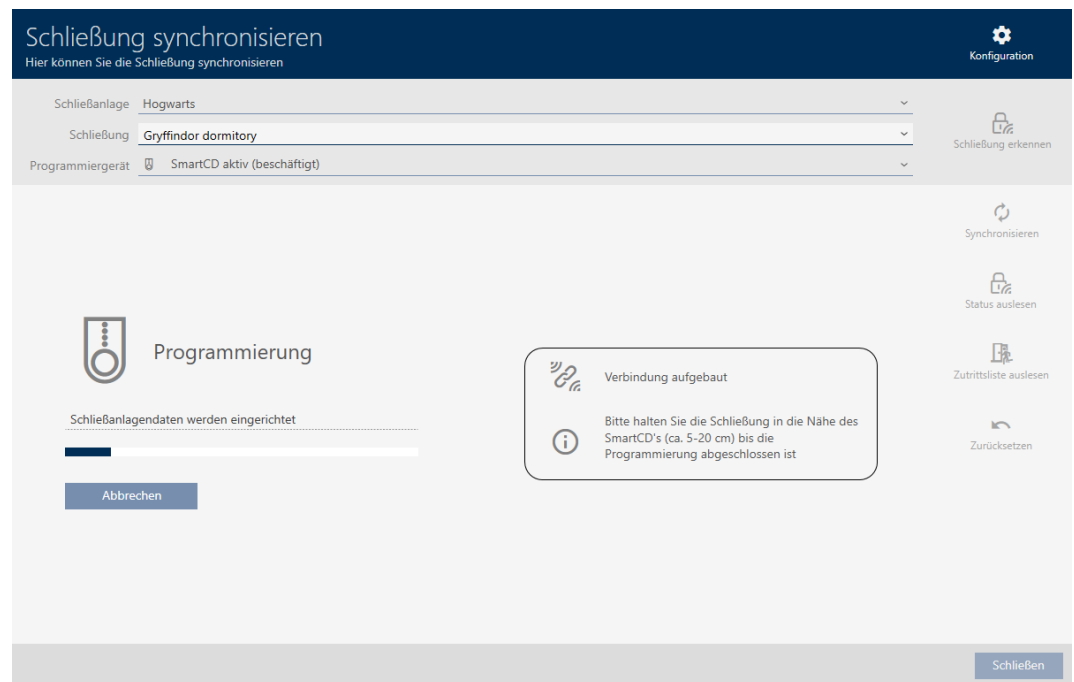 Schließung synchronisieren
Hier können Sie die Schließung synchronisieren
Konfiguration
Schließanlage Hogwarts
Schließung Gryffindor dormitory
Programmiergerät SmartCD aktiv (beschäftigt)
Schließung erkennen
Synchronisieren
Status auslesen
Zutrittsliste auslesen
Zurücksetzen
Programmierung
Schließanlagendaten werden eingerichtet
Abbrechen
Verbindung aufgebaut
Bitte halten Sie die Schließung in die Nähe des
SmartCD's (ca. 5-20 cm) bis die
Programmierung abgeschlossen ist
Schließen